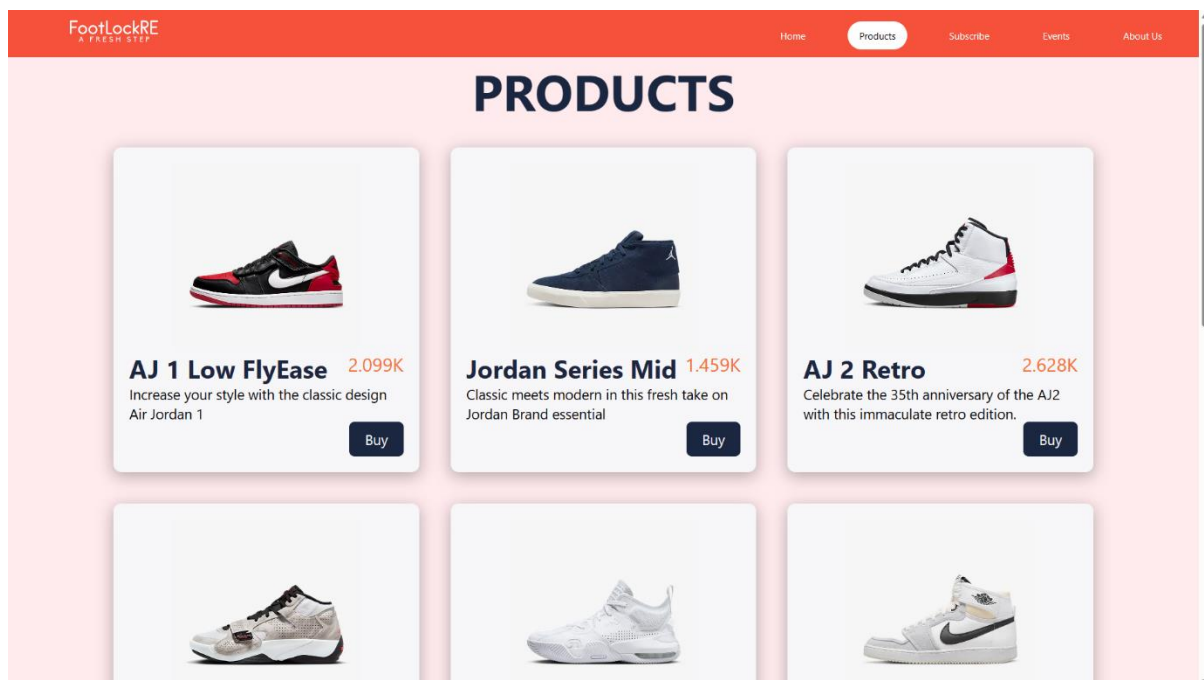 FootLockRE
A FRESH STEP
Home
Products
Subscribe
Events
About Us
PRODUCTS
AJ 1 Low FlyEase 2.099K
Increase your style with the classic design
Air Jordan 1
Buy
Jordan Series Mid 1.459K
Classic meets modern in this fresh take on
Jordan Brand essential
Buy
AJ 2 Retro 2.628K
Celebrate the 35th anniversary of the AJ2
with this immaculate retro edition.
Buy